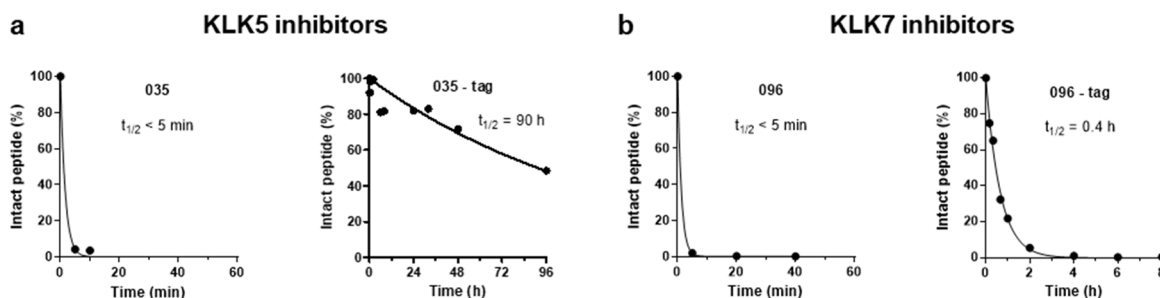 a
KLK5 inhibitors
b
KLK7 inhibitors
Intact peptide (%)
100
80
60
40
20
0
035
t1/2 < 5 min
0
20
40
60
Time (min)
Intact peptide (%)
100
80
60
40
20
0
035 - tag
t1/2 = 90 h
0
24
48
72
96
Time (h)
Intact peptide (%)
100
80
60
40
20
0
096
t1/2 < 5 min
0
20
40
60
Time (min)
Intact peptide (%)
100
80
60
40
20
0
096 - tag
t1/2 = 0.4 h
0
2
4
6
8
Time (h)